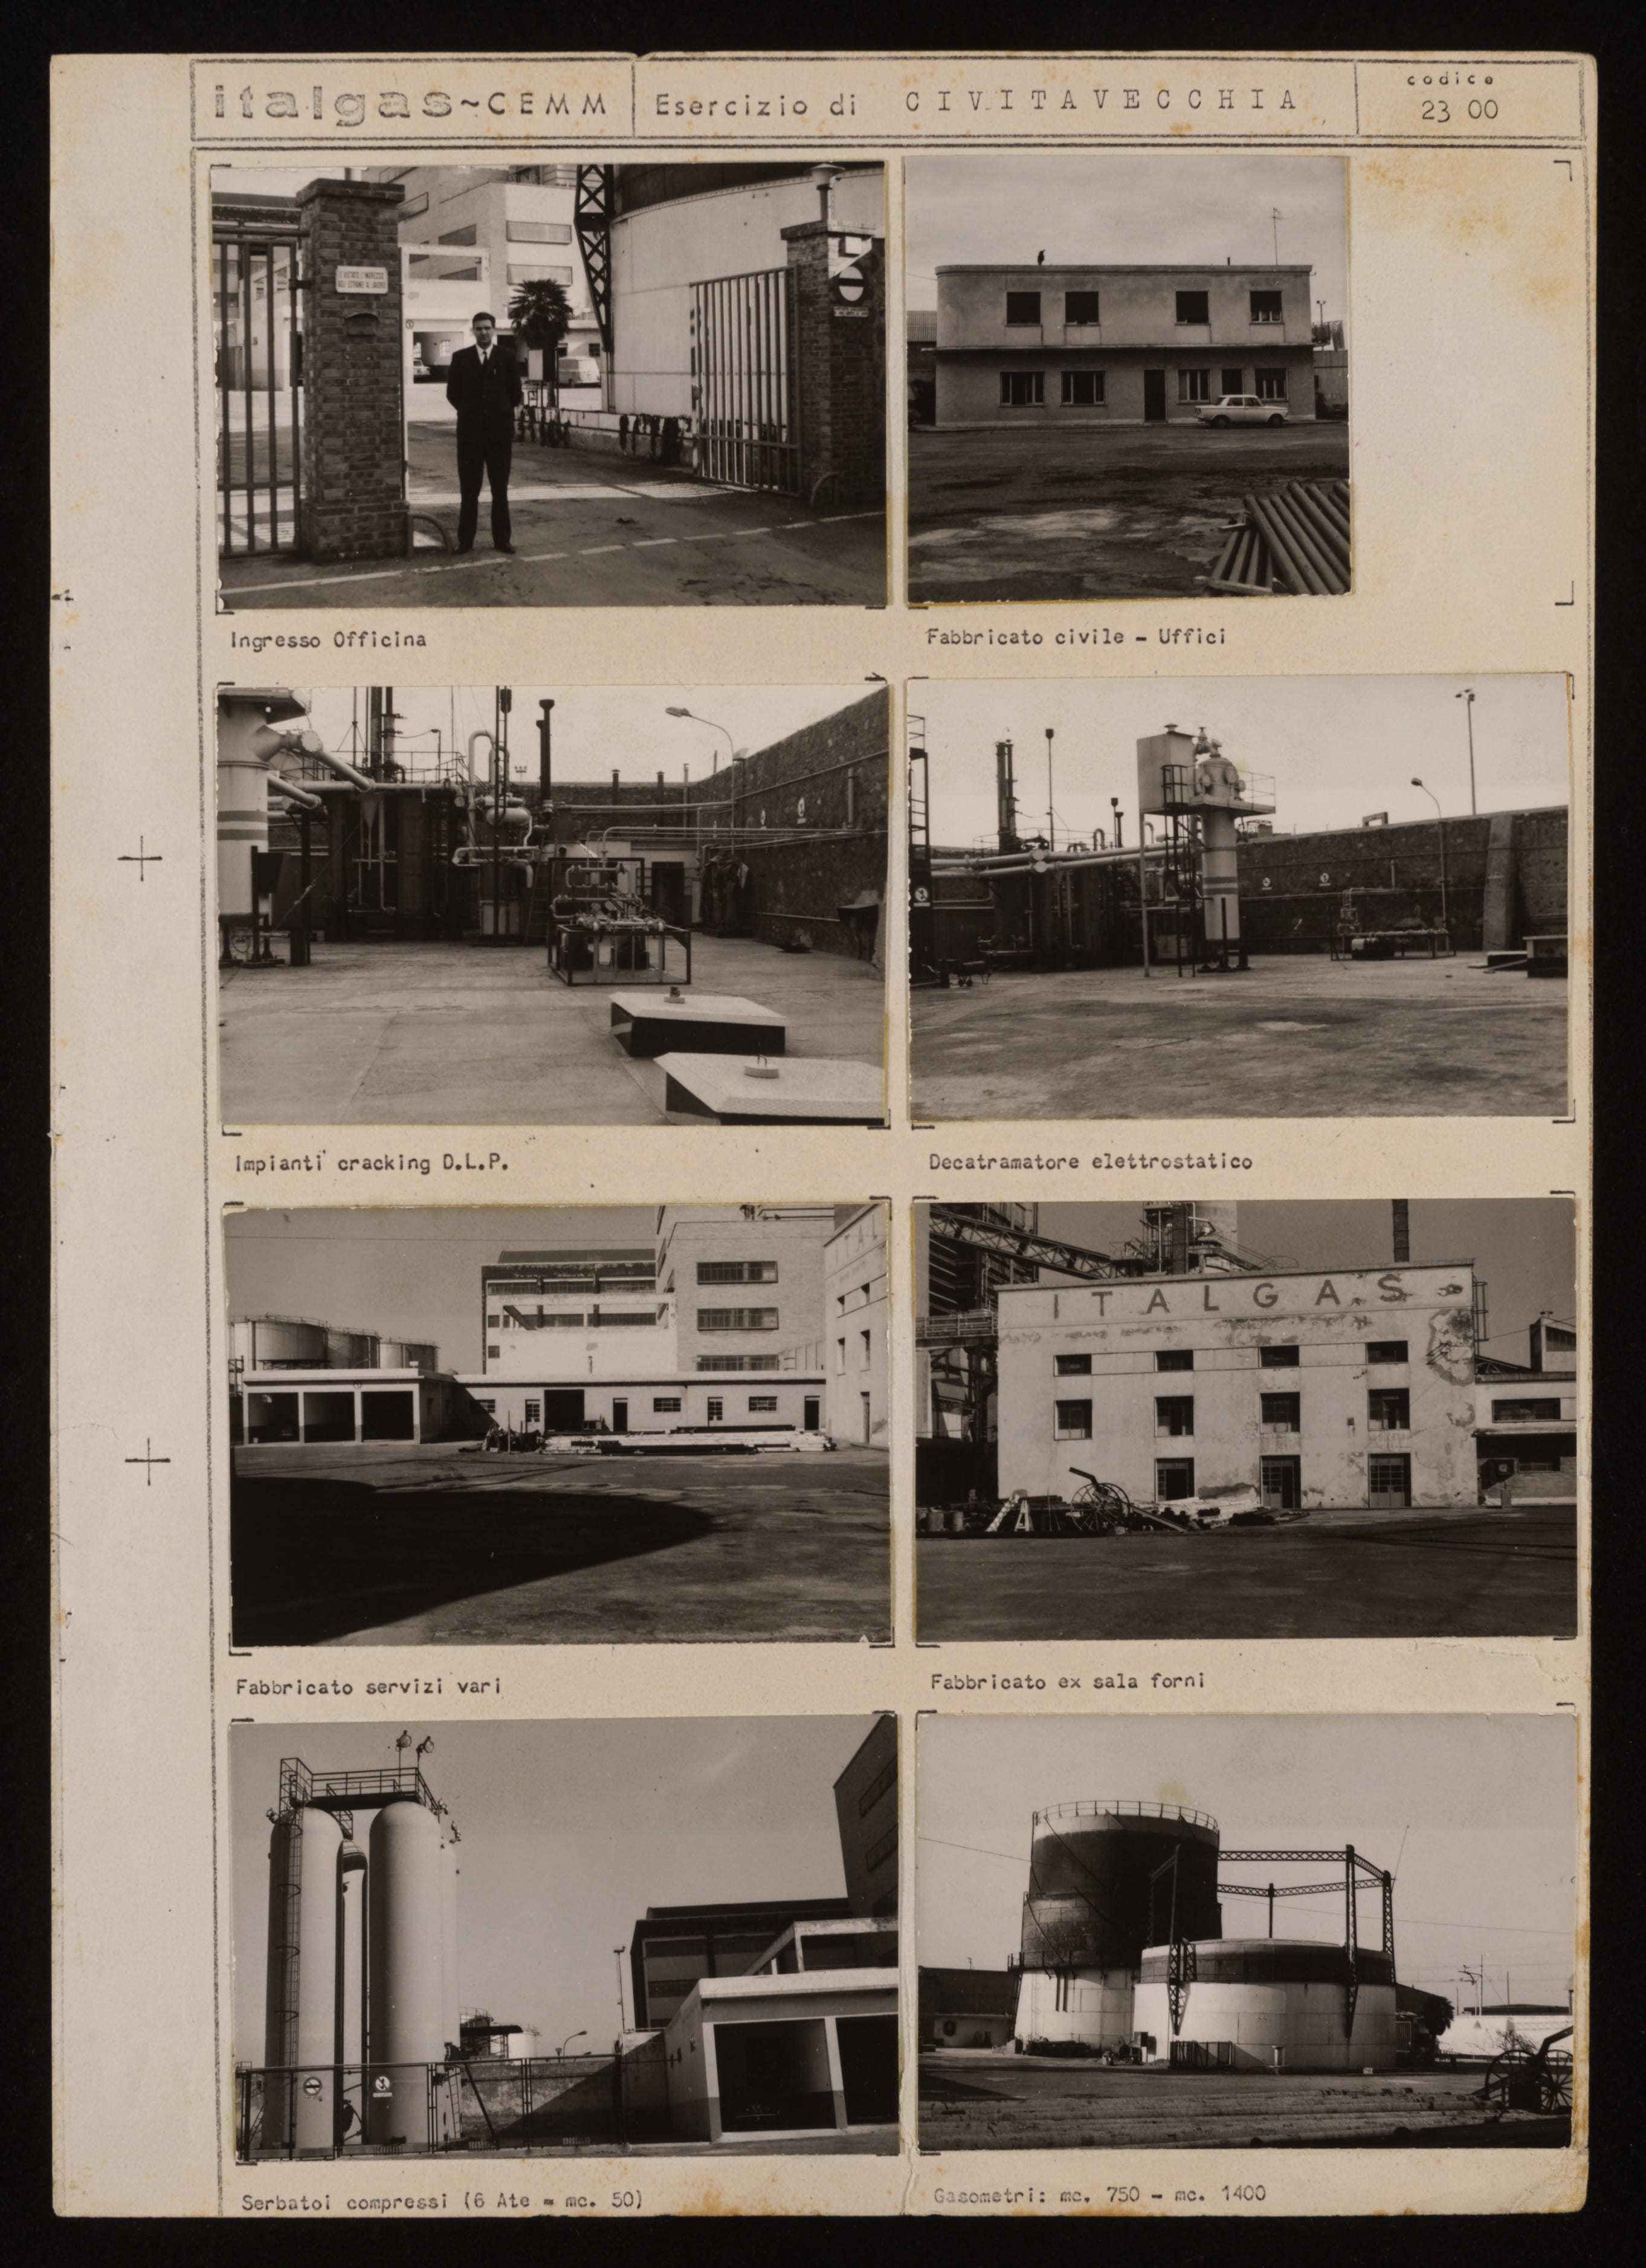 italgas~CEMM
Esercizio di CIVITAVECCHIA
codice
23 00
Ingresso Officina
Fabbricato civile - Uffici
Impianti cracking D.L.P.
Decatramatore elettrostatico
ITAL
ITALGAS
Fabbricato servizi vari
Fabbricato ex sala forni
Serbatoi compressi (6 Ate = mc. 50)
Gasometri: mc. 750 - mc. 1400